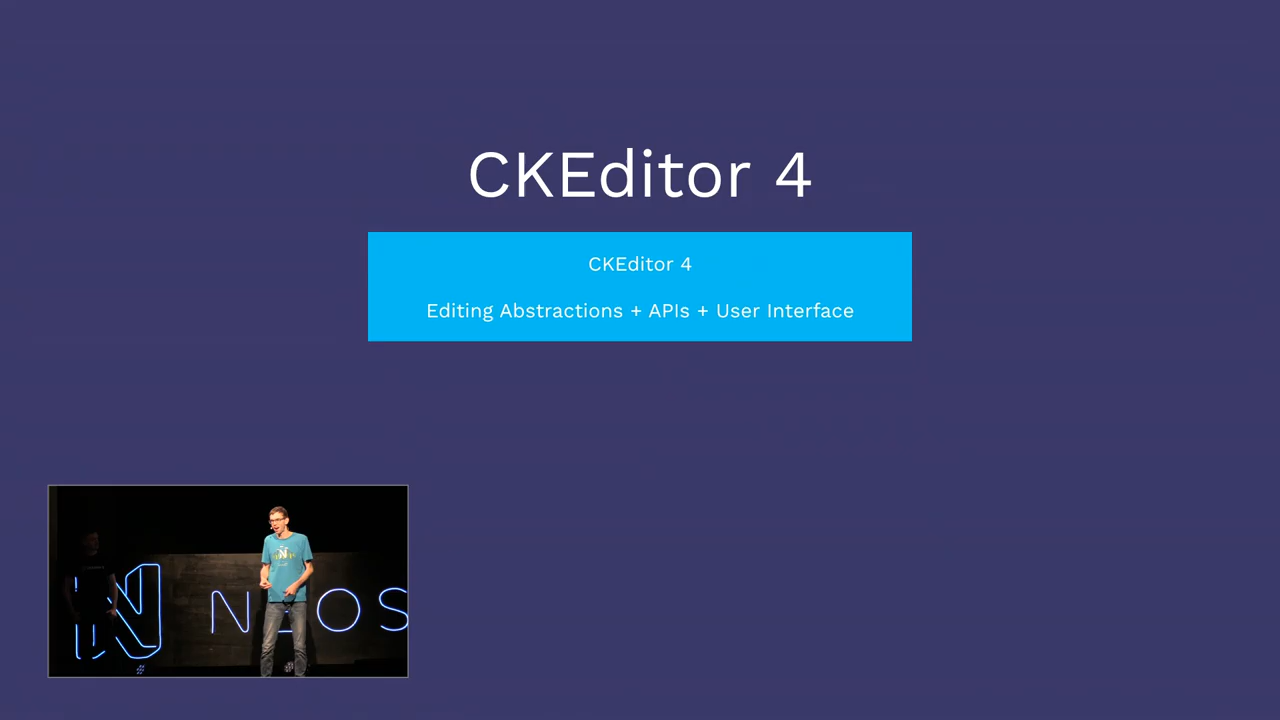 CKEditor 4
CKEditor 4
Editing Abstractions + APIs + User Interface
NEOS